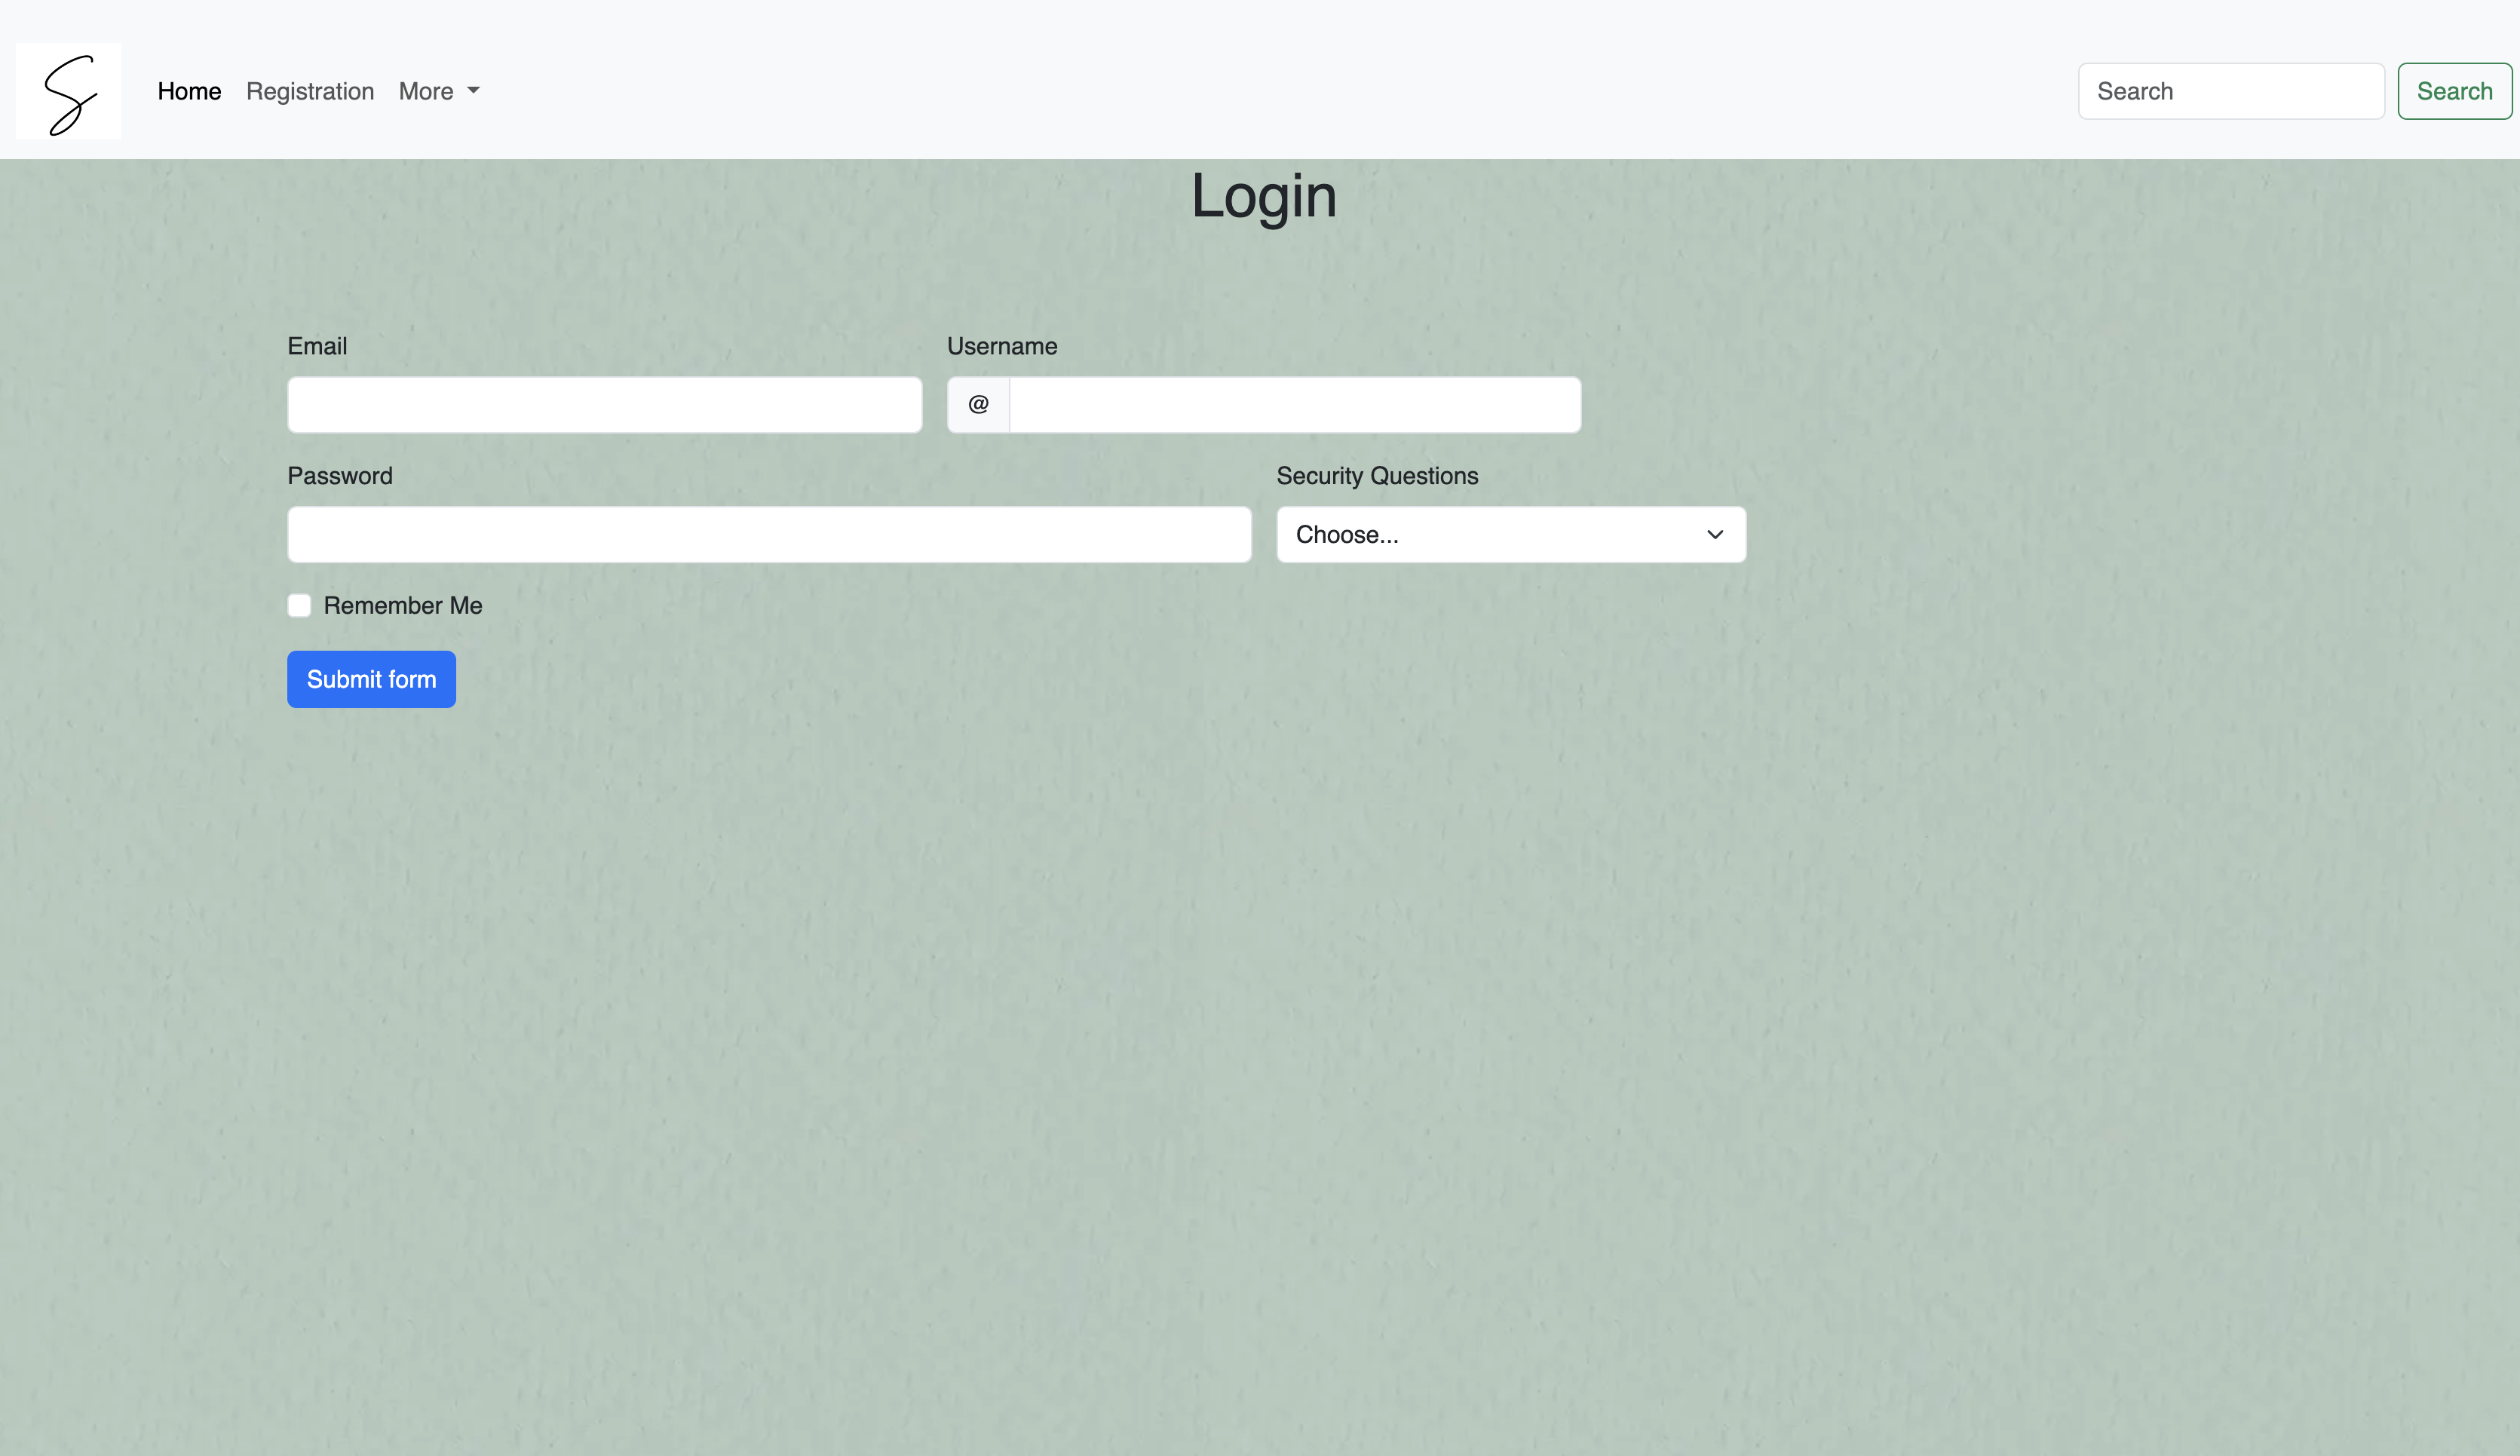 S
Home Registration More Search Search
Login
Email Username
@
Password Security Questions
Choose...
Remember Me
Submit form